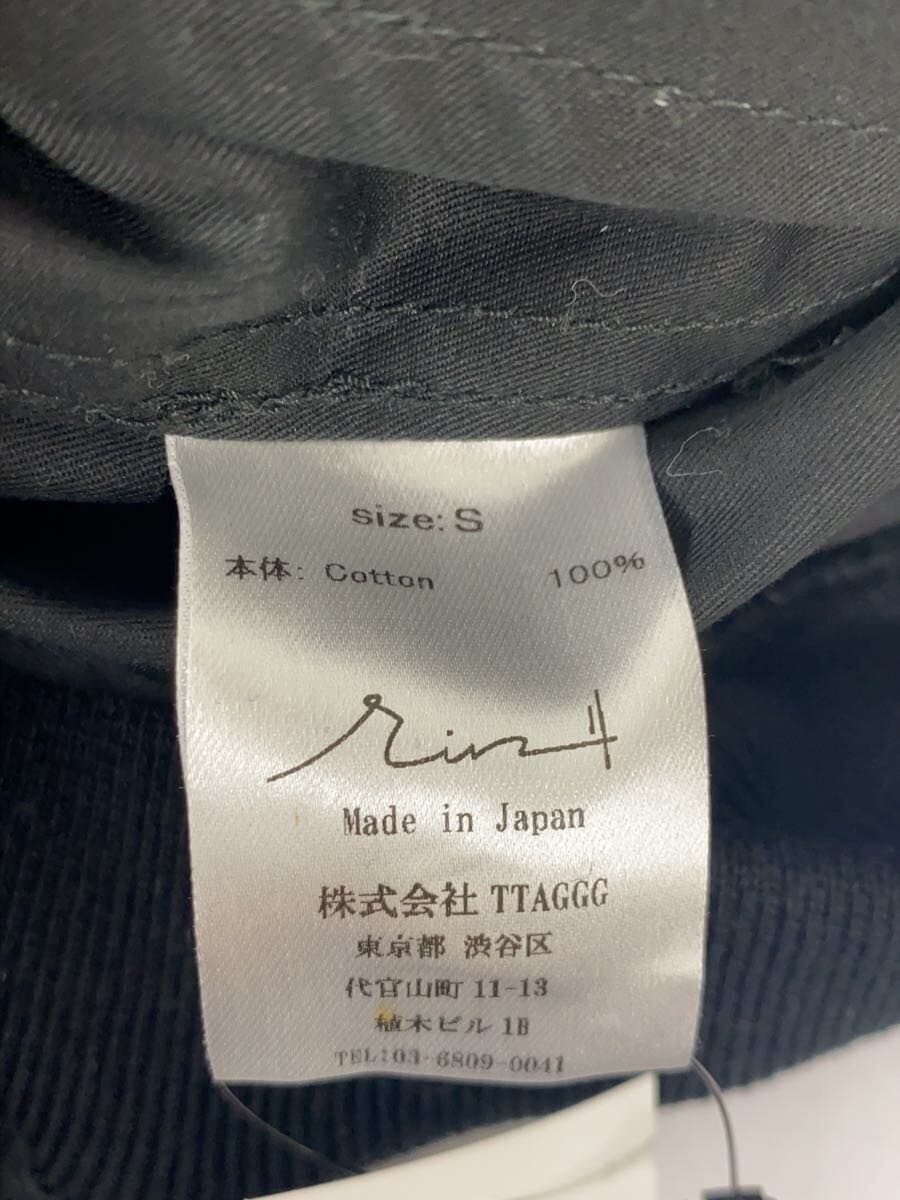 size: S
本体: Cotton 100%
Rin
Made in Japan
株式会社 TTAGGG
東京都 渋谷区
代官山町 11-13
植木ビル 1B
TEL:03-6809-0041